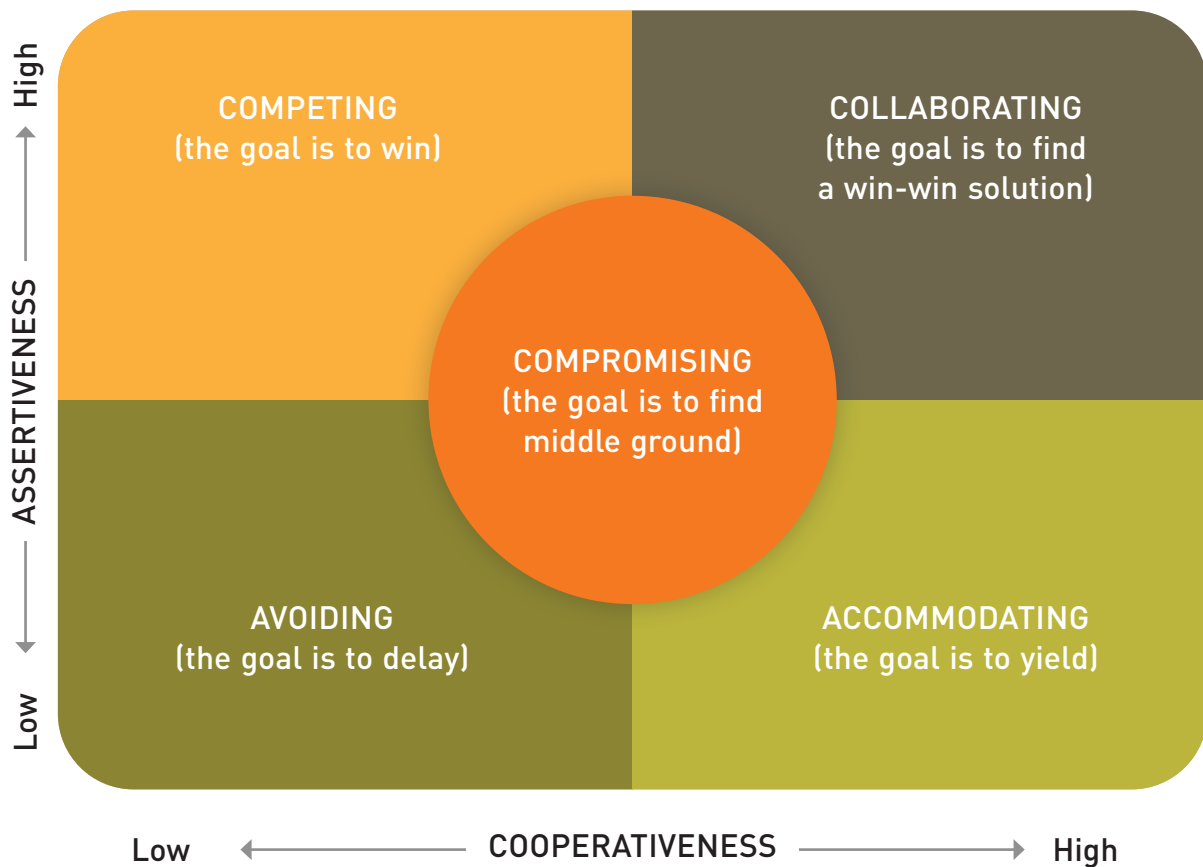 High
ASSERTIVENESS
Low
COMPETING
(the goal is to win)
COLLABORATING
(the goal is to find
a win-win solution)
COMPROMISING
(the goal is to find
middle ground)
AVOIDING
(the goal is to delay)
ACCOMMODATING
(the goal is to yield)
Low
COOPERATIVENESS
High